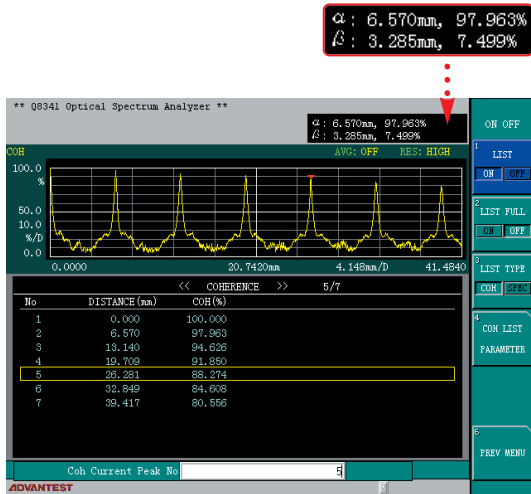 α: 6.570mm, 97.963%
β: 3.285mm, 7.499%
** Q8341 Optical Spectrum Analyzer **
α: 6.570mm, 97.963%
β: 3.285mm, 7.499%
COH AVG: OFF RES: HIGH
100.0
%
50.0
10.0
%/D
0.0
0.0000 20.7420mm 4.148mm/D 41.4840
<< COHERENCE >> 5/7
No DISTANCE(mm) COH(%)
1 0.000 100.000
2 6.570 97.963
3 13.140 94.626
4 19.709 91.850
5 26.281 88.274
6 32.849 84.608
7 39.417 80.556
Coh Current Peak No 5
ADVANTEST
ON OFF
1
LIST
ON OFF
2
LIST FULL
ON OFF
3
LIST TYPE
COH SPEC
4
COH LIST
PARAMETER
6
PREV MENU